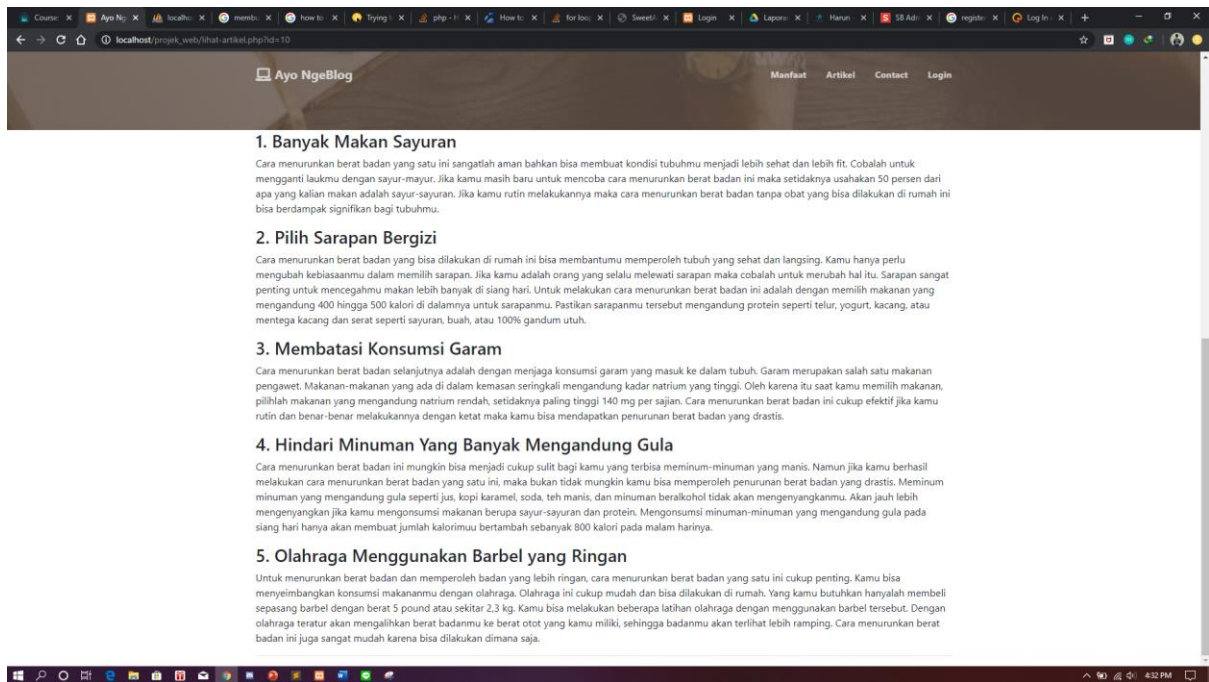 Course
Ayo Ng
localho
memb
how to
Trying t
php - H
How to
for loop
SweetA
Login
Lapora
Harun -
SB Adm
registe
Log In
localhost/projek_web/lihat-artikel.php?id=10
Ayo NgeBlog
Manfaat Artikel Contact Login
1. Banyak Makan Sayuran
Cara menurunkan berat badan yang satu ini sangatlah aman bahkan bisa membuat kondisi tubuhmu menjadi lebih sehat dan lebih fit. Cobalah untuk
mengganti laukmu dengan sayur-mayur. Jika kamu masih baru untuk mencoba cara menurunkan berat badan ini maka setidaknya usahakan 50 persen dari
apa yang kalian makan adalah sayur-sayuran. Jika kamu rutin melakukannya maka cara menurunkan berat badan tanpa obat yang bisa dilakukan di rumah ini
bisa berdampak signifikan bagi tubuhmu.
2. Pilih Sarapan Bergizi
Cara menurunkan berat badan yang bisa dilakukan di rumah ini bisa membantumu memperoleh tubuh yang sehat dan langsing. Kamu hanya perlu
mengubah kebiasaanmu dalam memilih sarapan. Jika kamu adalah orang yang selalu melewati sarapan maka cobalah untuk merubah hal itu. Sarapan sangat
penting untuk mencegahmu makan lebih banyak di siang hari. Untuk melakukan cara menurunkan berat badan ini adalah dengan memilih makanan yang
mengandung 400 hingga 500 kalori di dalamnya untuk sarapanmu. Pastikan sarapanmu tersebut mengandung protein seperti telur, yogurt, kacang, atau
mentega kacang dan serat seperti sayuran, buah, atau 100% gandum utuh.
3. Membatasi Konsumsi Garam
Cara menurunkan berat badan selanjutnya adalah dengan menjaga konsumsi garam yang masuk ke dalam tubuh. Garam merupakan salah satu makanan
pengawet. Makanan-makanan yang ada di dalam kemasan seringkali mengandung kadar natrium yang tinggi. Oleh karena itu saat kamu memilih makanan,
pilihlah makanan yang mengandung natrium rendah, setidaknya paling tinggi 140 mg per sajian. Cara menurunkan berat badan ini cukup efektif jika kamu
rutin dan benar-benar melakukannya dengan ketat maka kamu bisa mendapatkan penurunan berat badan yang drastis.
4. Hindari Minuman Yang Banyak Mengandung Gula
Cara menurunkan berat badan ini mungkin bisa menjadi cukup sulit bagi kamu yang terbisa meminum-minuman yang manis. Namun jika kamu berhasil
melakukan cara menurunkan berat badan yang satu ini, maka bukan tidak mungkin kamu bisa memperoleh penurunan berat badan yang drastis. Meminum
minuman yang mengandung gula seperti jus, kopi karamel, soda, teh manis, dan minuman beralkohol tidak akan mengenyangkanmu. Akan jauh lebih
mengenyangkan jika kamu mengonsumsi makanan berupa sayur-sayuran dan protein. Mengonsumsi minuman-minuman yang mengandung gula pada
siang hari hanya akan membuat jumlah kalorimuu bertambah sebanyak 800 kalori pada malam harinya.
5. Olahraga Menggunakan Barbel yang Ringan
Untuk menurunkan berat badan dan memperoleh badan yang lebih ringan, cara menurunkan berat badan yang satu ini cukup penting. Kamu bisa
menyeimbangkan konsumsi makananmu dengan olahraga. Olahraga ini cukup mudah dan bisa dilakukan di rumah. Yang kamu butuhkan hanyalah membeli
sepasang barbel dengan berat 5 pound atau sekitar 2,3 kg. Kamu bisa melakukan beberapa latihan olahraga dengan menggunakan barbel tersebut. Dengan
olahraga teratur akan mengalihkan berat badanmu ke berat otot yang kamu miliki, sehingga badanmu akan terlihat lebih ramping. Cara menurunkan berat
badan ini juga sangat mudah karena bisa dilakukan dimana saja.
4:32 PM